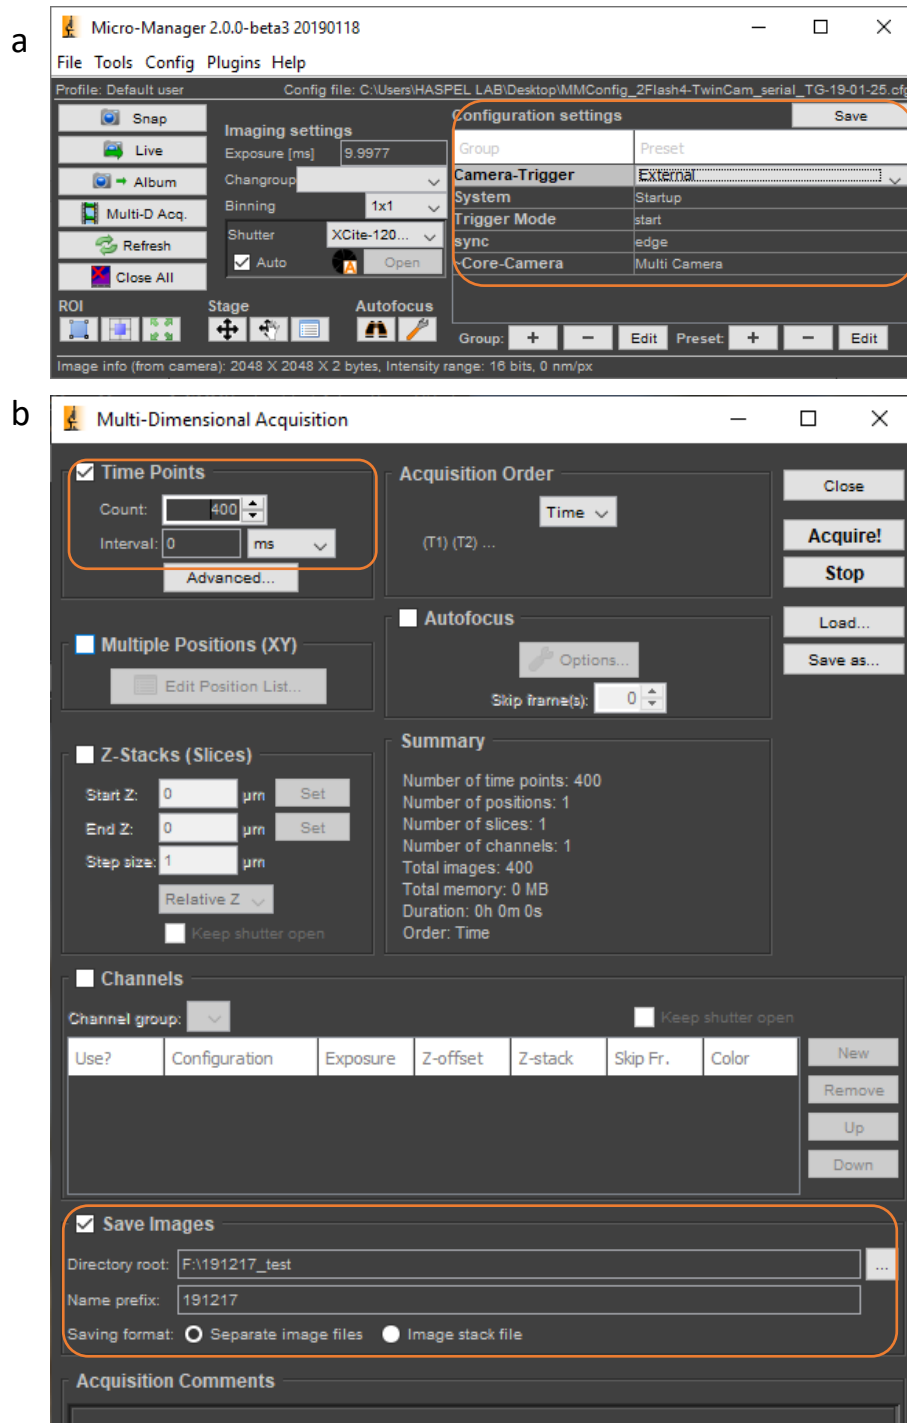 a
Micro-Manager 2.0.0-beta3 20190118
File Tools Config Plugins Help
Profile: Default user Config file: C:\Users\HASPEL LAB\Desktop\MMConfig_2Flash4-TwinCam_serial_TG-19-01-25.cfg
Snap
Live
Album
Multi-D Acq.
Refresh
Close All
Imaging settings
Exposure [ms] 9.9977
Changroup
Binning 1x1
Shutter XCite-120...
Auto Open
Configuration settings Save
Group Preset
Camera-Trigger External
System Startup
Trigger Mode start
sync edge
~Core-Camera Multi Camera
ROI Stage Autofocus
Group: + − Edit Preset: + − Edit
Image info (from camera): 2048 X 2048 X 2 bytes, Intensity range: 16 bits, 0 nm/px
b
Multi-Dimensional Acquisition
Time Points
Count: 400
Interval: 0 ms
Advanced...
Acquisition Order
Time
(T1) (T2) ...
Close
Acquire!
Stop
Load...
Save as...
Multiple Positions (XY)
Edit Position List...
Autofocus
Options...
Skip frame(s): 0
Z-Stacks (Slices)
Start Z: 0 µm Set
End Z: 0 µm Set
Step size: 1 µm
Relative Z
Keep shutter open
Summary
Number of time points: 400
Number of positions: 1
Number of slices: 1
Number of channels: 1
Total images: 400
Total memory: 0 MB
Duration: 0h 0m 0s
Order: Time
Channels
Channel group: Keep shutter open
Use? Configuration Exposure Z-offset Z-stack Skip Fr. Color
New
Remove
Up
Down
Save Images
Directory root: F:\191217_test ...
Name prefix: 191217
Saving format: Separate image files Image stack file
Acquisition Comments